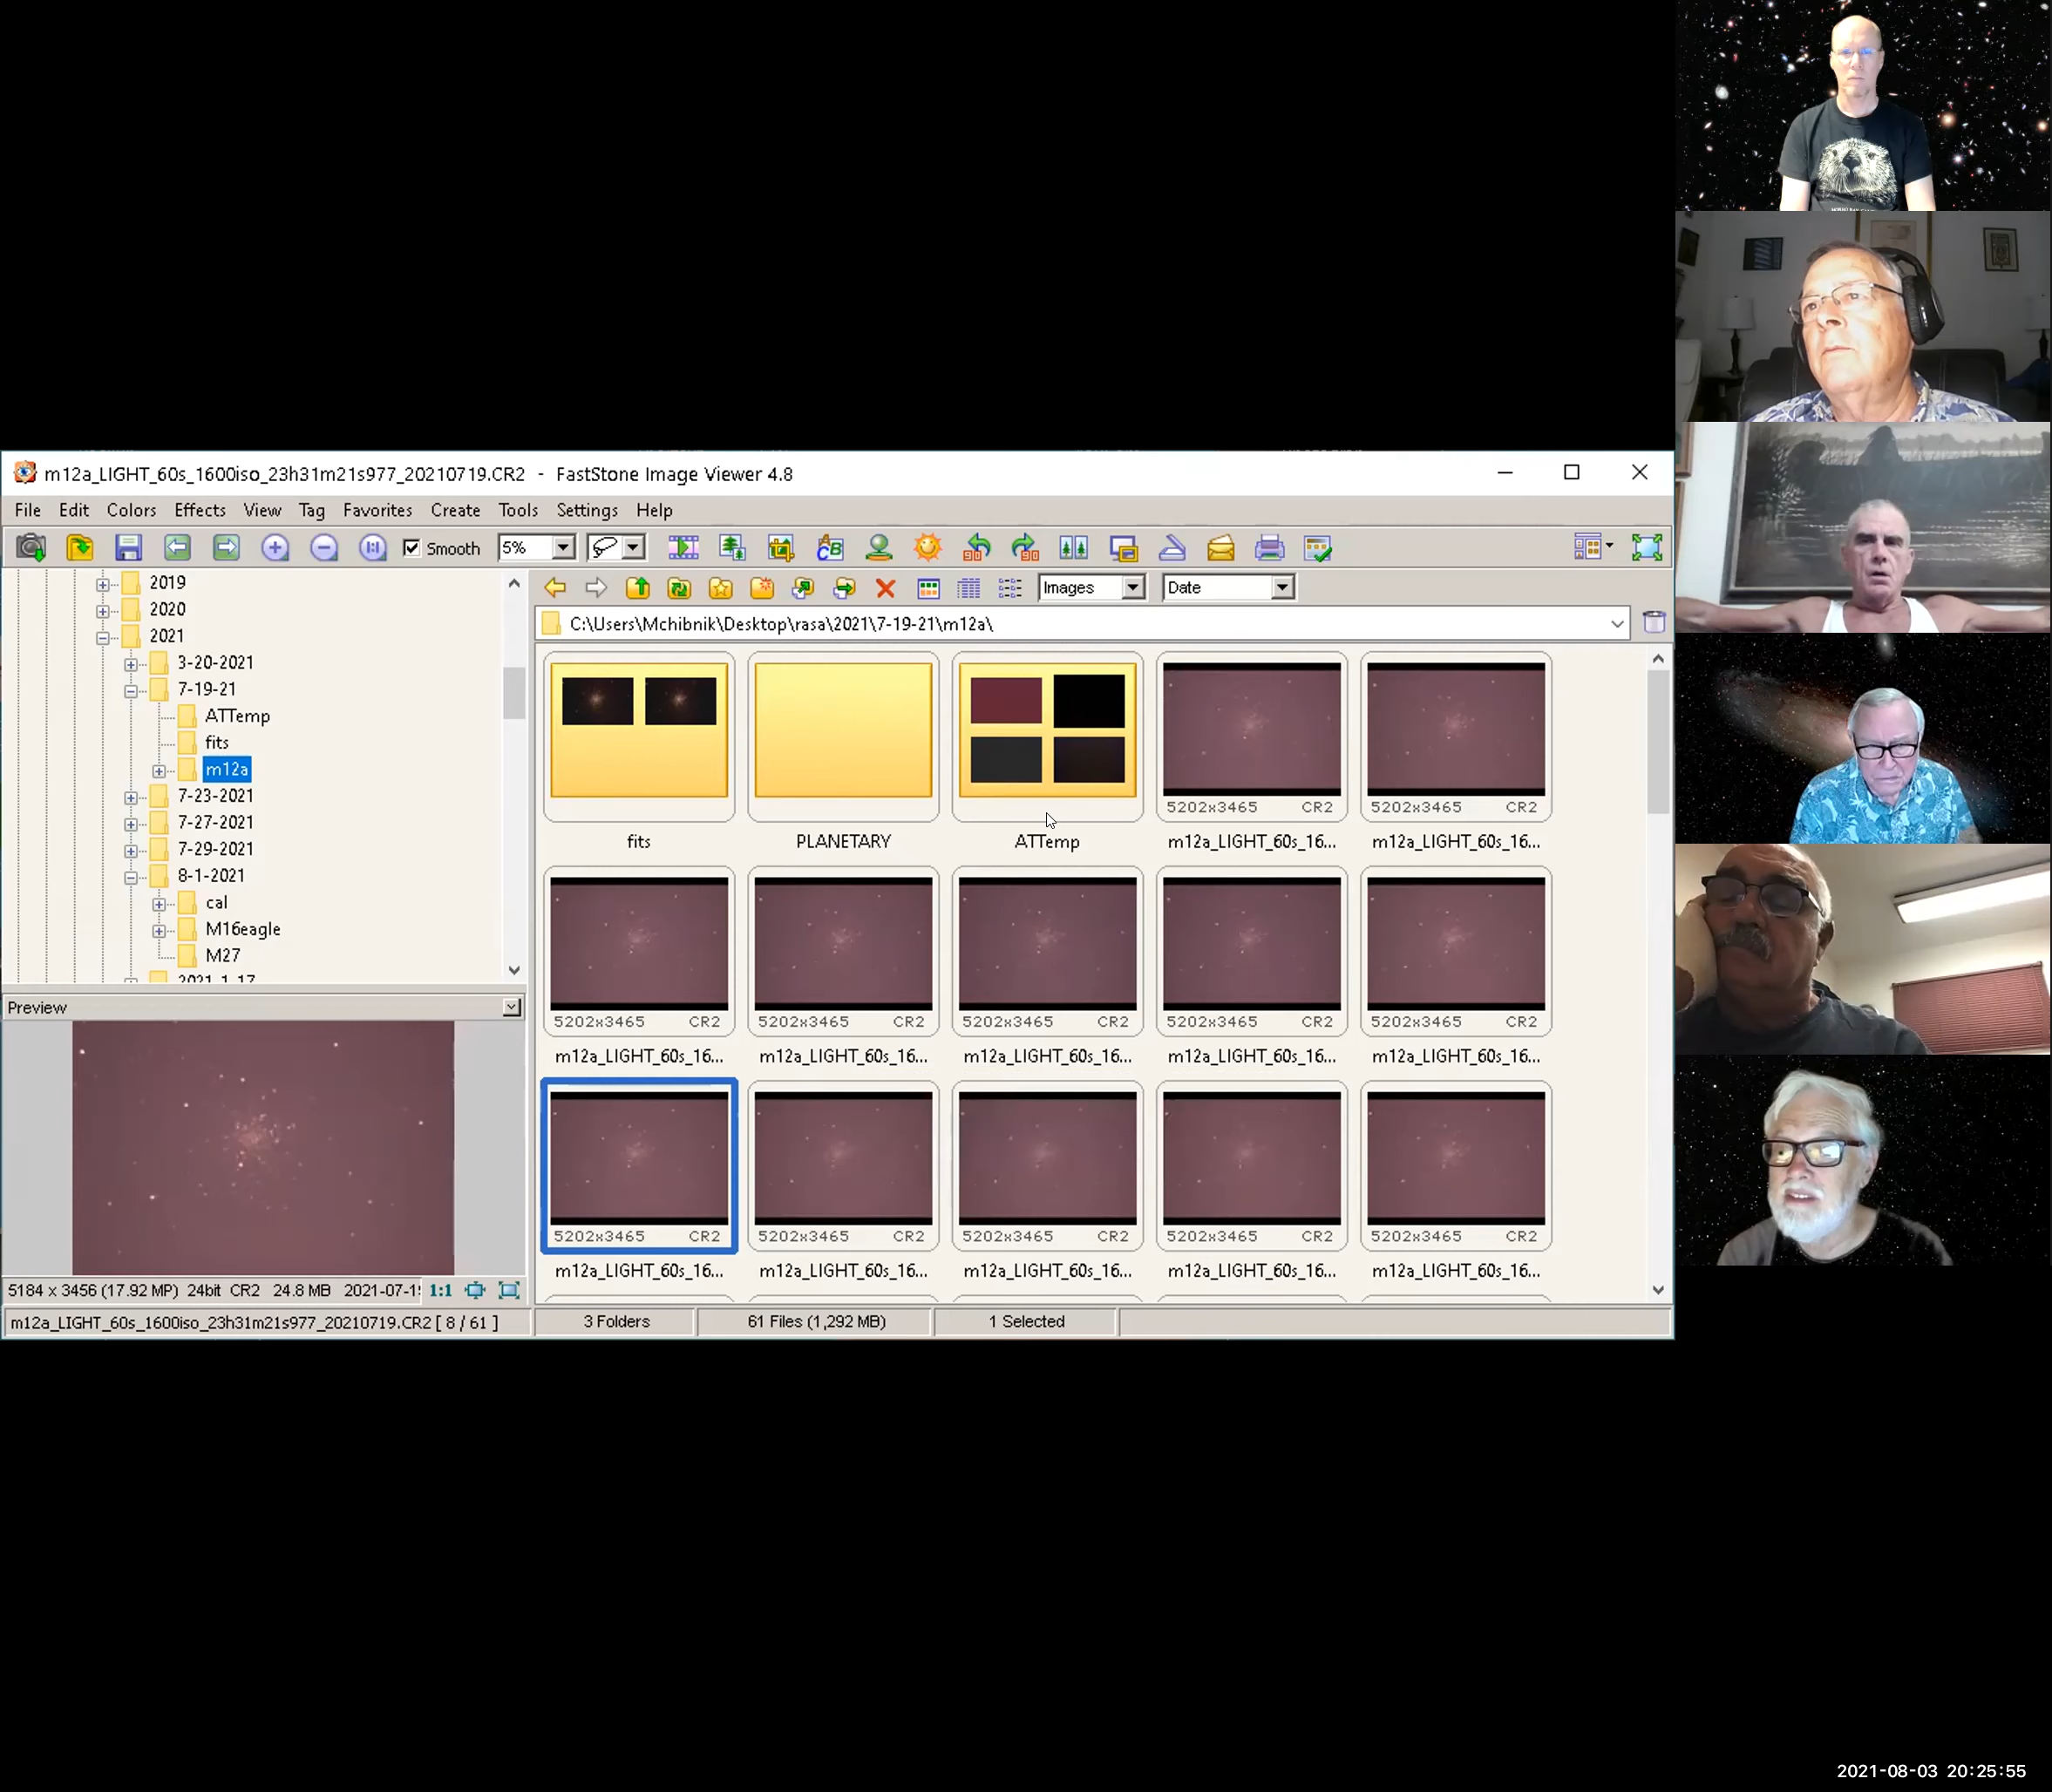 m12a_LIGHT_60s_1600iso_23h31m21s977_20210719.CR2 - FastStone Image Viewer 4.8
File Edit Colors Effects View Tag Favorites Create Tools Settings Help
Smooth 5%
2019
2020
2021
3-20-2021
7-19-21
ATTemp
fits
m12a
7-23-2021
7-27-2021
7-29-2021
8-1-2021
cal
M16eagle
M27
2021-1-17
Preview
5184 x 3456 (17.92 MP) 24bit CR2 24.8 MB 2021-07-1 1:1
m12a_LIGHT_60s_1600iso_23h31m21s977_20210719.CR2 [ 8 / 61 ]
Images Date
C:\Users\Mchibnik\Desktop\rasa\2021\7-19-21\m12a\
5202x3465 CR2 5202x3465 CR2
fits PLANETARY ATTemp m12a_LIGHT_60s_16... m12a_LIGHT_60s_16...
5202x3465 CR2 5202x3465 CR2 5202x3465 CR2 5202x3465 CR2 5202x3465 CR2
m12a_LIGHT_60s_16... m12a_LIGHT_60s_16... m12a_LIGHT_60s_16... m12a_LIGHT_60s_16... m12a_LIGHT_60s_16...
5202x3465 CR2 5202x3465 CR2 5202x3465 CR2 5202x3465 CR2 5202x3465 CR2
m12a_LIGHT_60s_16... m12a_LIGHT_60s_16... m12a_LIGHT_60s_16... m12a_LIGHT_60s_16... m12a_LIGHT_60s_16...
3 Folders 61 Files (1,292 MB) 1 Selected
2021-08-03 20:25:55